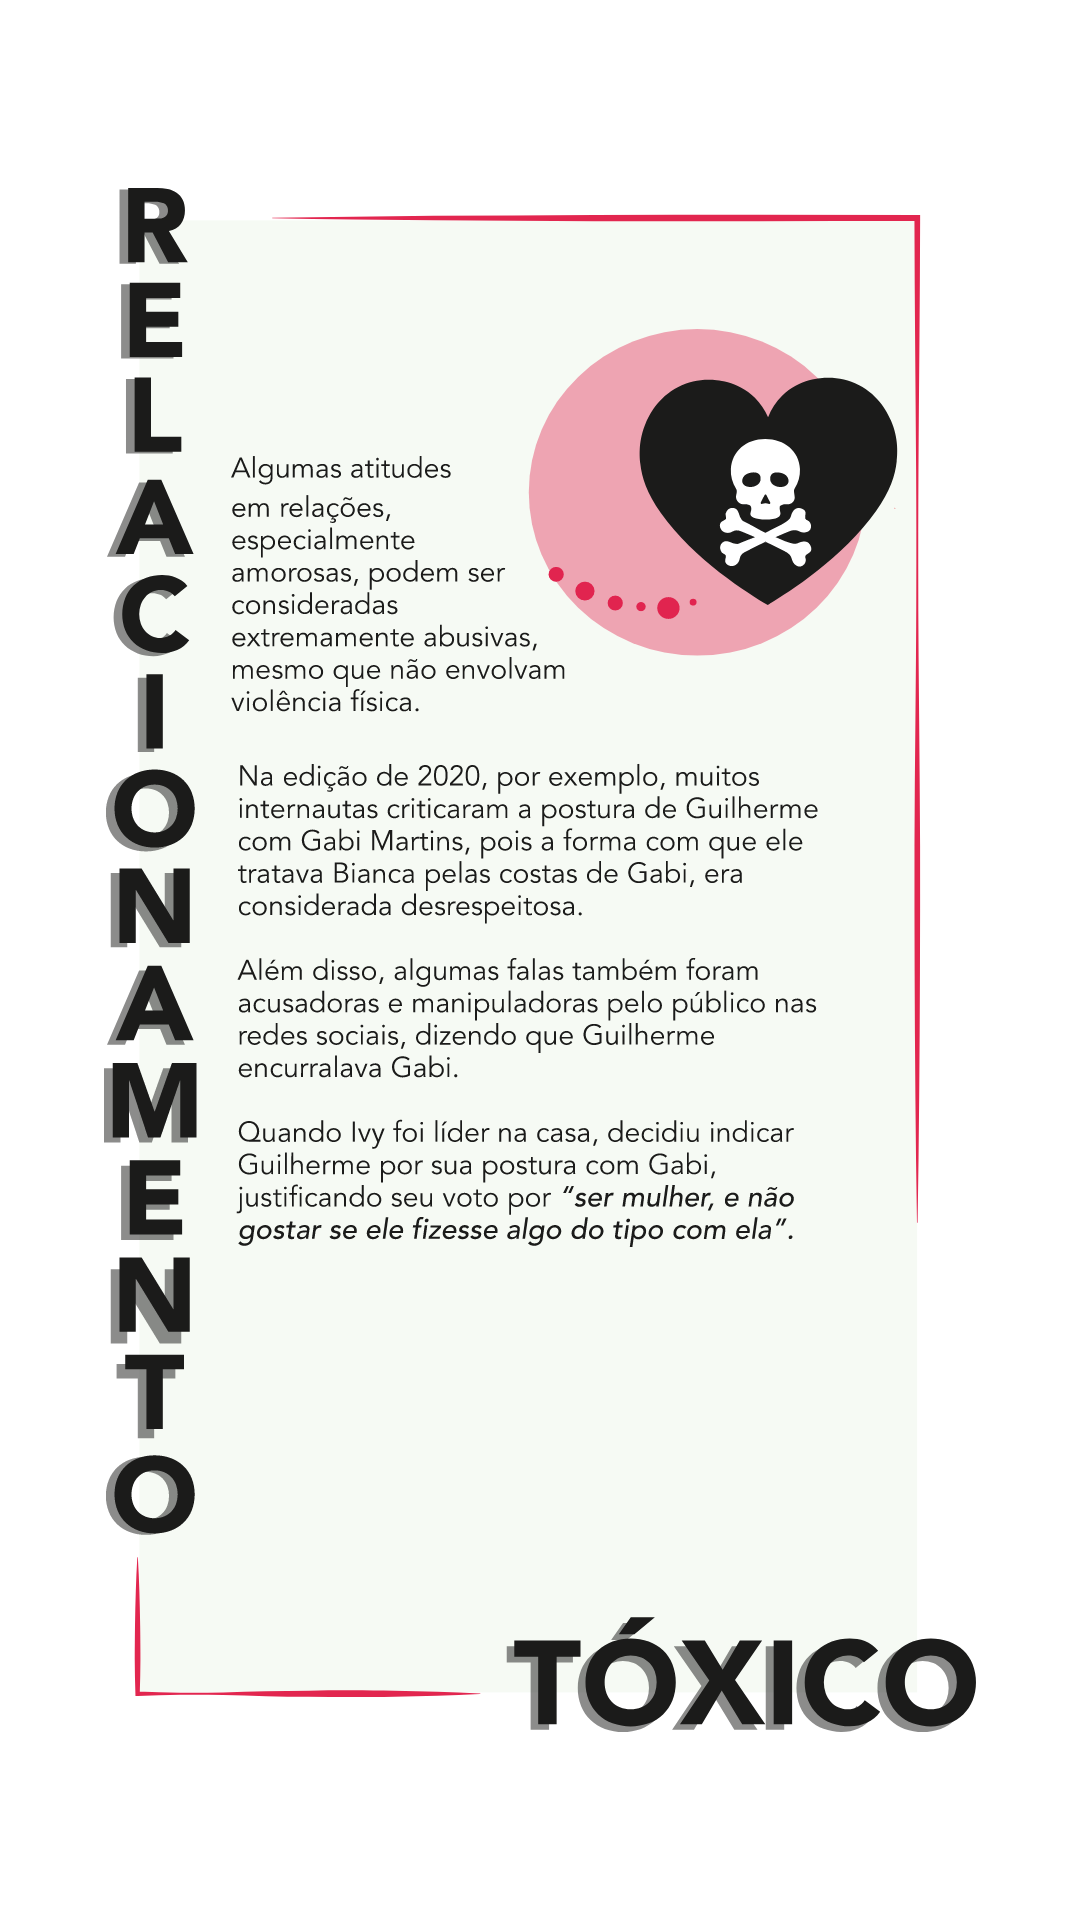 RELACIONAMENTO
Algumas atitudes
em relações,
especialmente
amorosas, podem ser
consideradas
extremamente abusivas,
mesmo que não envolvam
violência física.
Na edição de 2020, por exemplo, muitos
internautas criticaram a postura de Guilherme
com Gabi Martins, pois a forma com que ele
tratava Bianca pelas costas de Gabi, era
considerada desrespeitosa.
Além disso, algumas falas também foram
acusadoras e manipuladoras pelo público nas
redes sociais, dizendo que Guilherme
encurralava Gabi.
Quando Ivy foi líder na casa, decidiu indicar
Guilherme por sua postura com Gabi,
justificando seu voto por “ser mulher, e não
gostar se ele fizesse algo do tipo com ela”.
TÓXICO